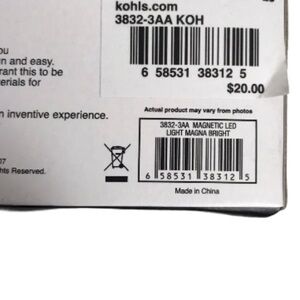 kohls.com
3832-3AA KOH
6 58531 38312 5
$20.00
ou
n and easy.
rant this to be
terials for
n inventive experience.
Actual product may vary from photos
3832-3AA MAGNETIC LED
LIGHT MAGNA BRIGHT
6 58531 38312 5
Made in China
07
ghts Reserved.